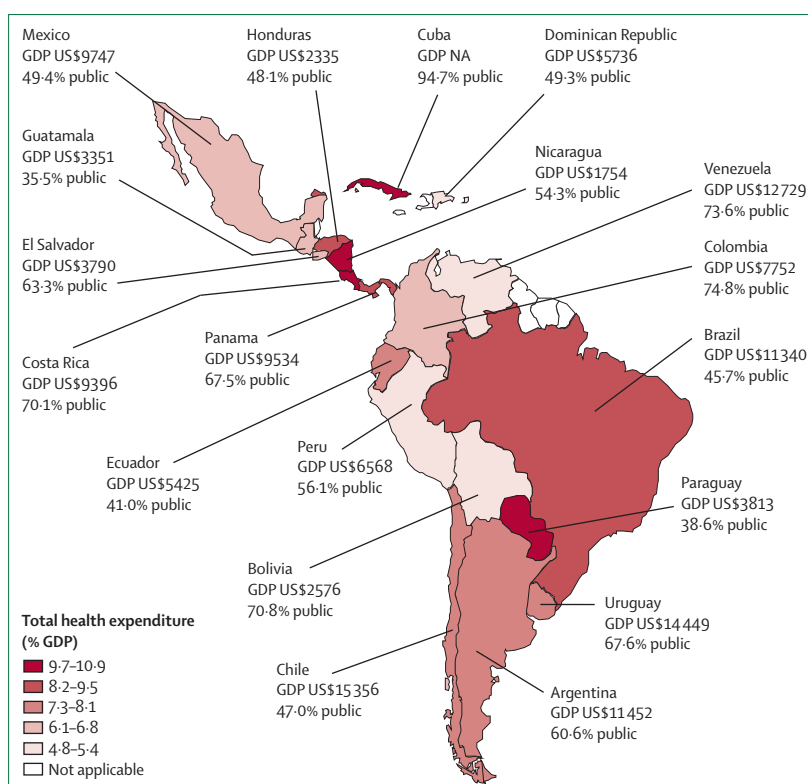 Mexico
GDP US$9747
49·4% public
Honduras
GDP US$2335
48·1% public
Cuba
GDP NA
94·7% public
Dominican Republic
GDP US$5736
49·3% public
Guatamala
GDP US$3351
35·5% public
Nicaragua
GDP US$1754
54·3% public
Venezuela
GDP US$12729
73·6% public
El Salvador
GDP US$3790
63·3% public
Colombia
GDP US$7752
74·8% public
Costa Rica
GDP US$9396
70·1% public
Panama
GDP US$9534
67·5% public
Brazil
GDP US$11340
45·7% public
Ecuador
GDP US$5425
41·0% public
Peru
GDP US$6568
56·1% public
Paraguay
GDP US$3813
38·6% public
Bolivia
GDP US$2576
70·8% public
Uruguay
GDP US$14 449
67·6% public
Chile
GDP US$15 356
47·0% public
Argentina
GDP US$11 452
60·6% public
Total health expenditure
(% GDP)
9·7–10·9
8·2–9·5
7·3–8·1
6·1–6·8
4·8–5·4
Not applicable